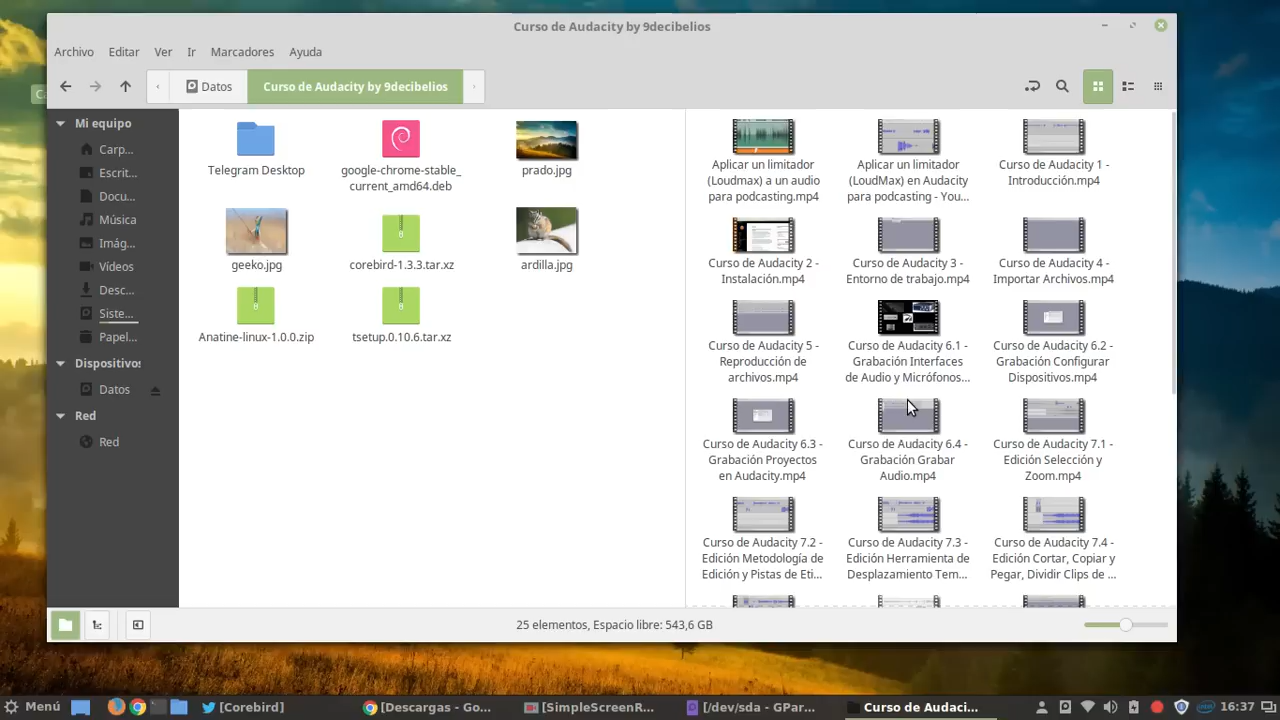 Curso de Audacity by 9decibelios
Archivo Editar Ver Ir Marcadores Ayuda
Datos Curso de Audacity by 9decibelios
Mi equipo
Carp...
Escrit...
Docu...
Música
Imág...
Vídeos
Desc...
Siste...
Papel...
Dispositivos
Datos
Red
Red
Telegram Desktop
google-chrome-stable_
current_amd64.deb
prado.jpg
geeko.jpg
corebird-1.3.3.tar.xz
ardilla.jpg
Anatine-linux-1.0.0.zip
tsetup.0.10.6.tar.xz
Aplicar un limitador
(Loudmax) a un audio
para podcasting.mp4
Aplicar un limitador
(LoudMax) en Audacity
para podcasting - You...
Curso de Audacity 1 -
Introducción.mp4
Curso de Audacity 2 -
Instalación.mp4
Curso de Audacity 3 -
Entorno de trabajo.mp4
Curso de Audacity 4 -
Importar Archivos.mp4
Curso de Audacity 5 -
Reproducción de
archivos.mp4
Curso de Audacity 6.1 -
Grabación Interfaces
de Audio y Micrófonos...
Curso de Audacity 6.2 -
Grabación Configurar
Dispositivos.mp4
Curso de Audacity 6.3 -
Grabación Proyectos
en Audacity.mp4
Curso de Audacity 6.4 -
Grabación Grabar
Audio.mp4
Curso de Audacity 7.1 -
Edición Selección y
Zoom.mp4
Curso de Audacity 7.2 -
Edición Metodología de
Edición y Pistas de Eti...
Curso de Audacity 7.3 -
Edición Herramienta de
Desplazamiento Tem...
Curso de Audacity 7.4 -
Edición Cortar, Copiar y
Pegar, Dividir Clips de ...
25 elementos, Espacio libre: 543,6 GB
Menú [Corebird] [Descargas - Go... [SimpleScreenR... [/dev/sda - GPar... Curso de Audaci... 16:37